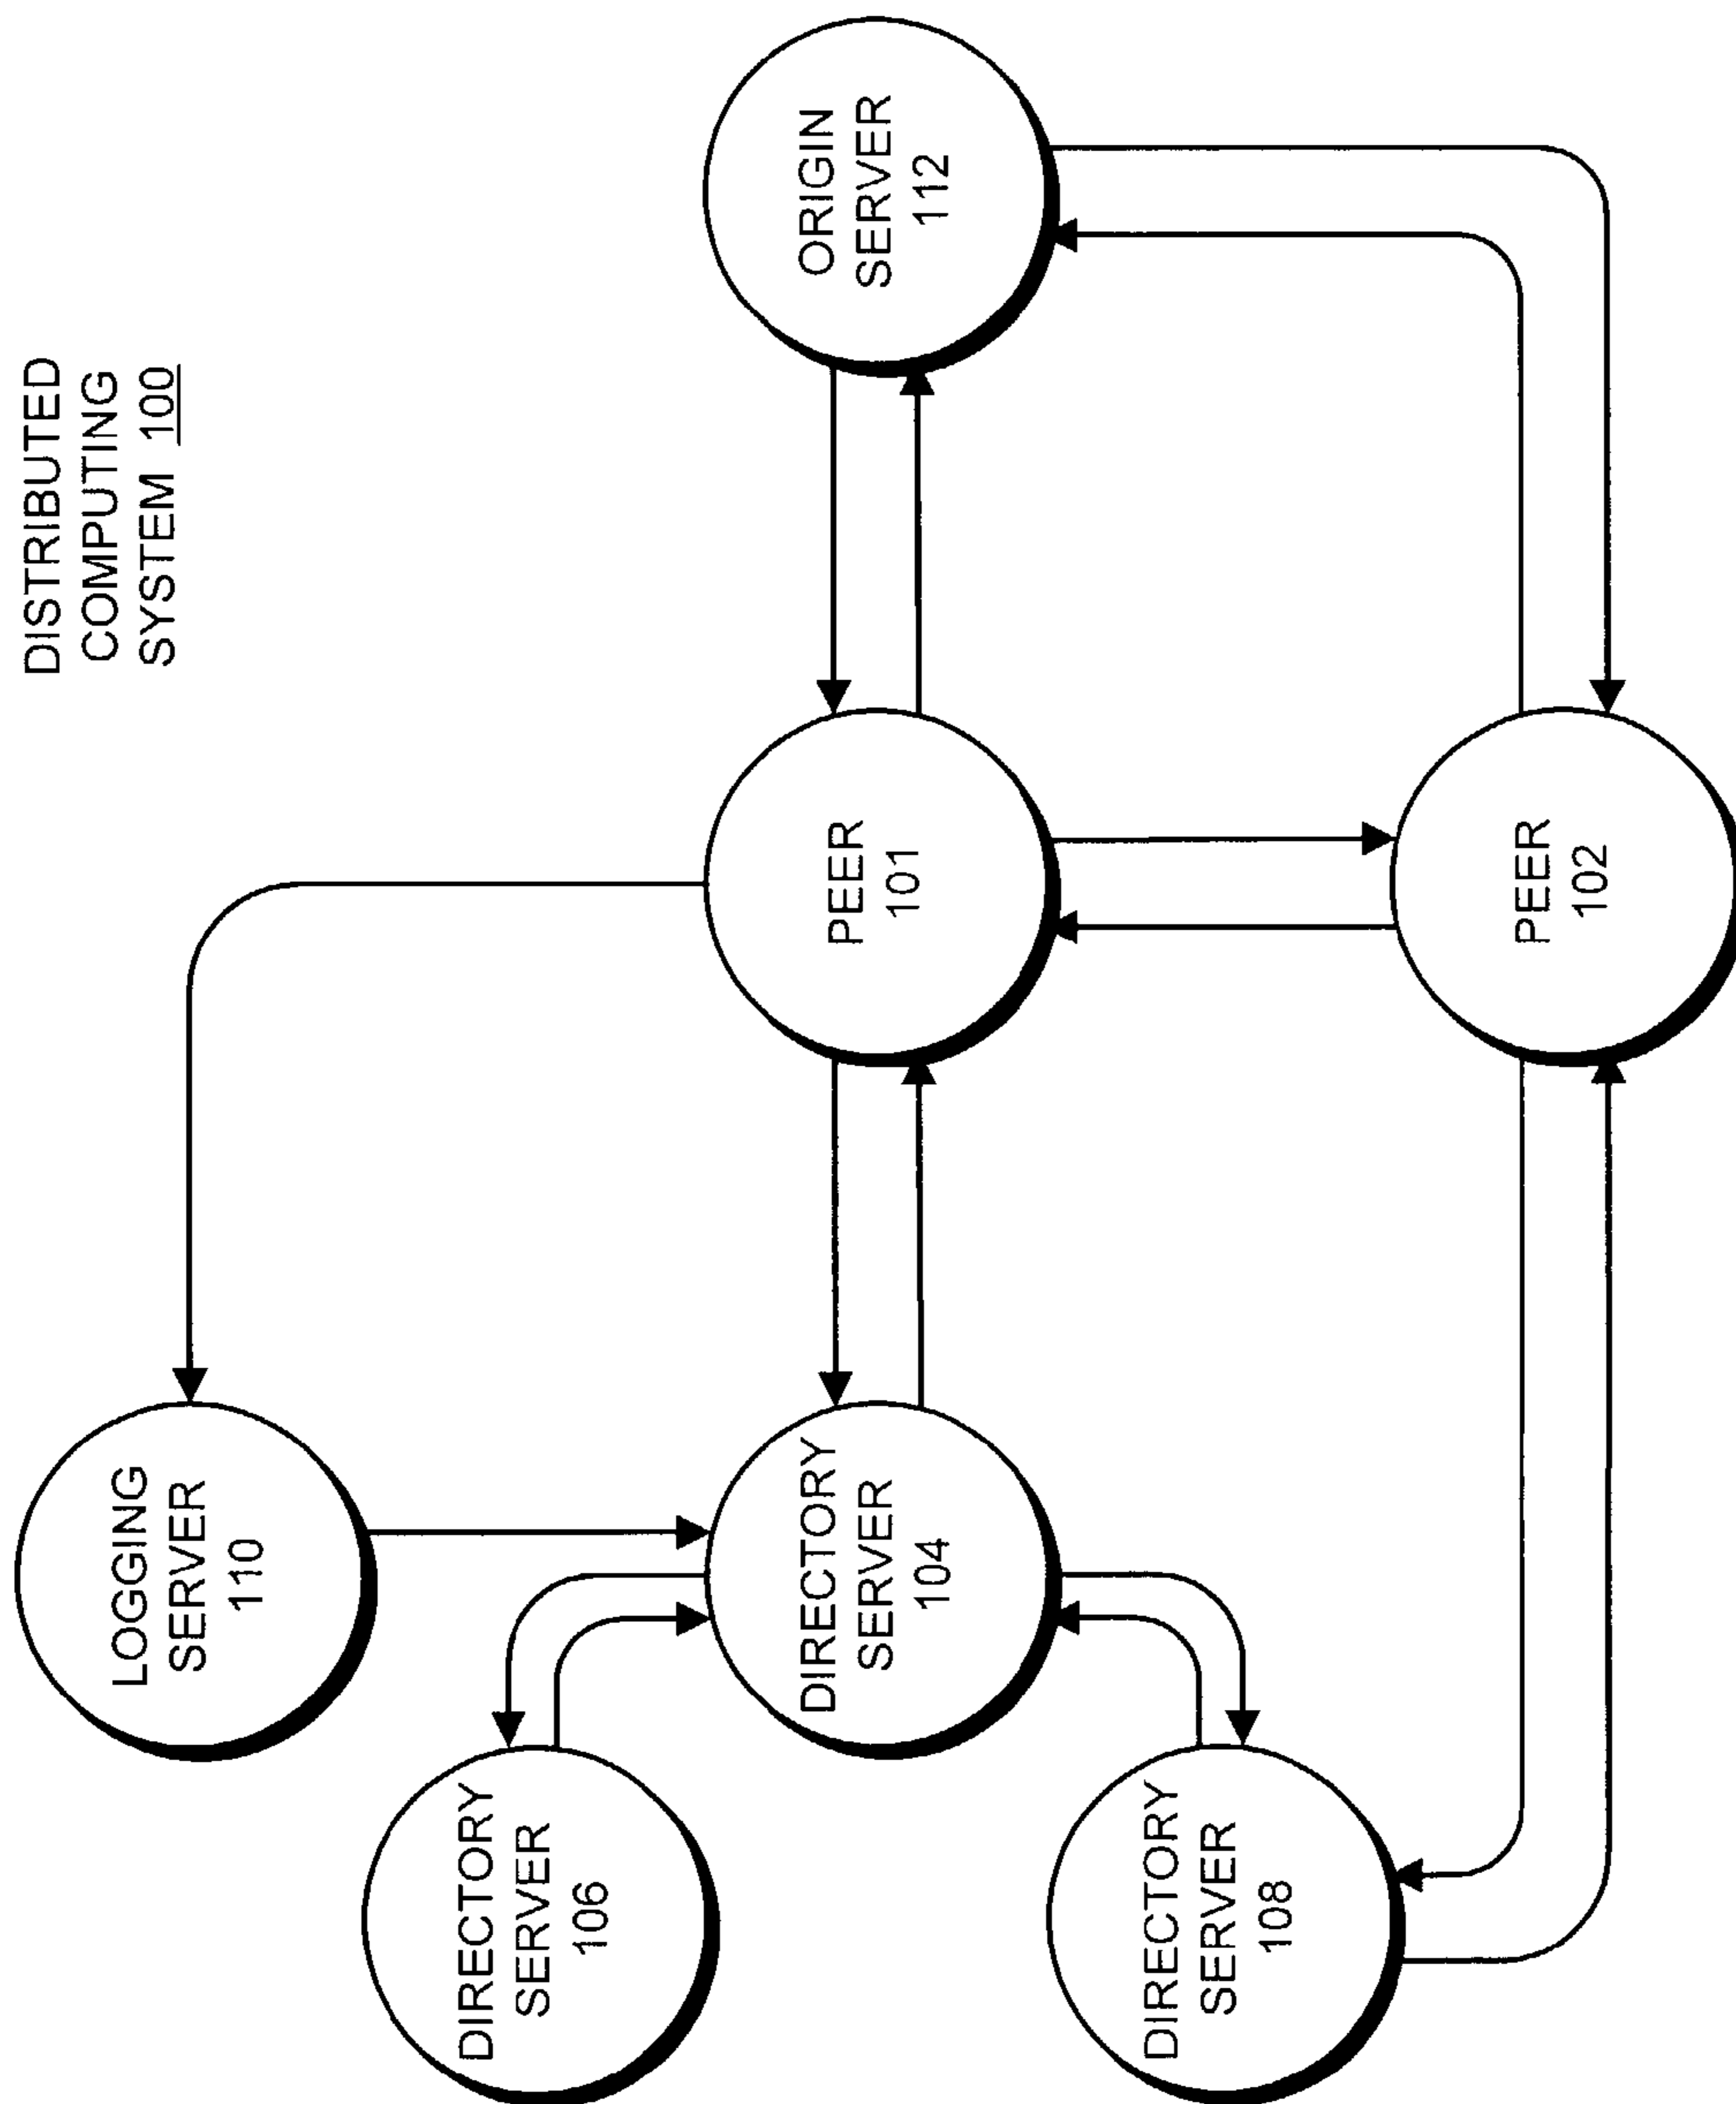 DISTRIBUTED
COMPUTING
SYSTEM 100
LOGGING
SERVER
110
DIRECTORY
SERVER
106
DIRECTORY
SERVER
104
PEER
101
ORIGIN
SERVER
112
DIRECTORY
SERVER
108
PEER
102